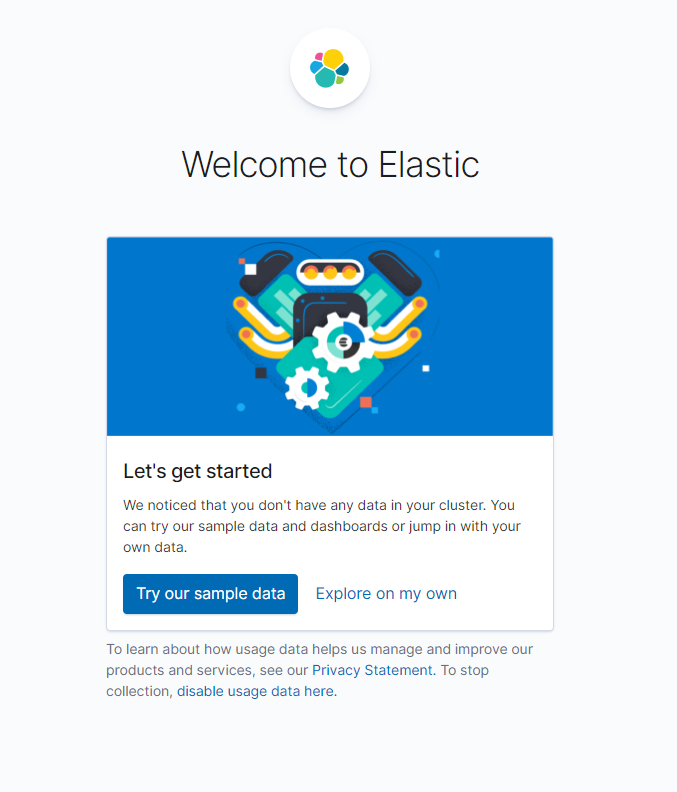 Welcome to Elastic
Let's get started
We noticed that you don't have any data in your cluster. You
can try our sample data and dashboards or jump in with your
own data.
Try our sample data
Explore on my own
To learn about how usage data helps us manage and improve our
products and services, see our Privacy Statement. To stop
collection, disable usage data here.